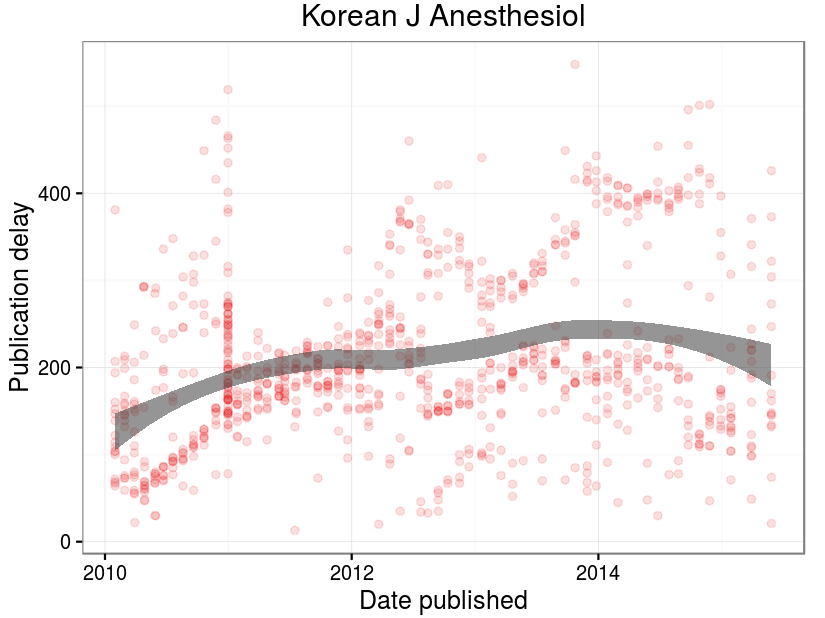 Korean J Anesthesiol
Publication delay
400
200
0
2010 2012 2014
Date published